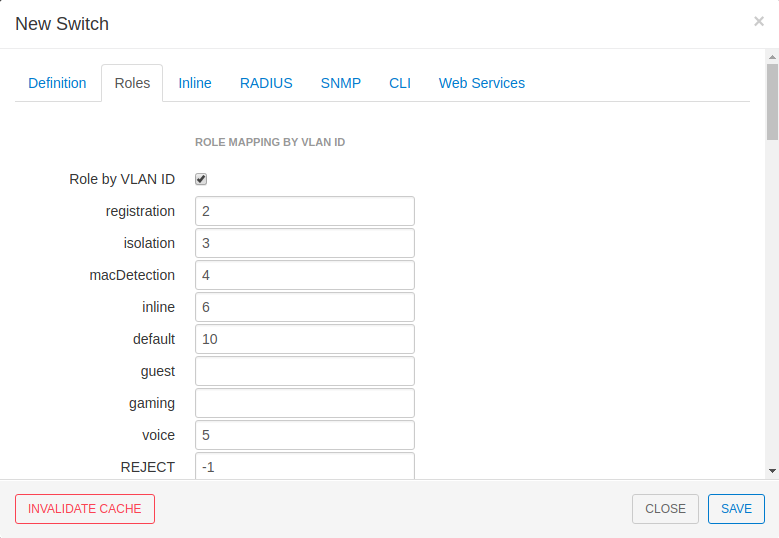 New Switch ×
Definition Roles Inline RADIUS SNMP CLI Web Services
ROLE MAPPING BY VLAN ID
Role by VLAN ID
registration 2
isolation 3
macDetection 4
inline 6
default 10
guest
gaming
voice 5
REJECT -1
INVALIDATE CACHE CLOSE SAVE